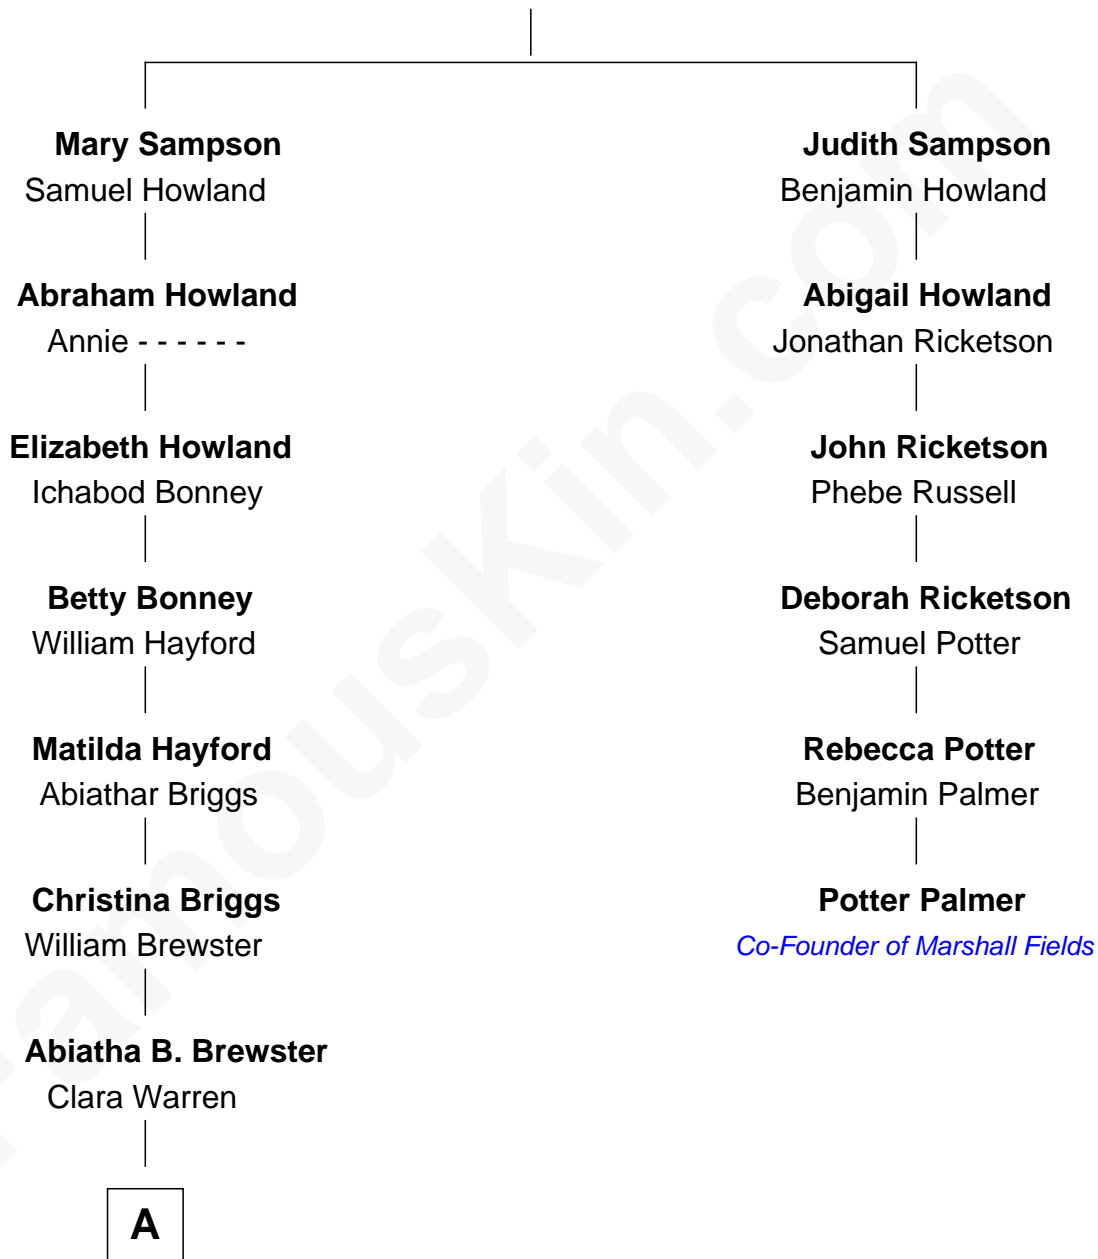 Mary Sampson
Samuel Howland
Abraham Howland
Annie - - - - - -
Elizabeth Howland
Ichabod Bonney
Betty Bonney
William Hayford
Matilda Hayford
Abiathar Briggs
Christina Briggs
William Brewster
Abiatha B. Brewster
Clara Warren
A
Judith Sampson
Benjamin Howland
Abigail Howland
Jonathan Ricketson
John Ricketson
Phebe Russell
Deborah Ricketson
Samuel Potter
Rebecca Potter
Benjamin Palmer
Potter Palmer
Co-Founder of Marshall Fields
FamousKin.com